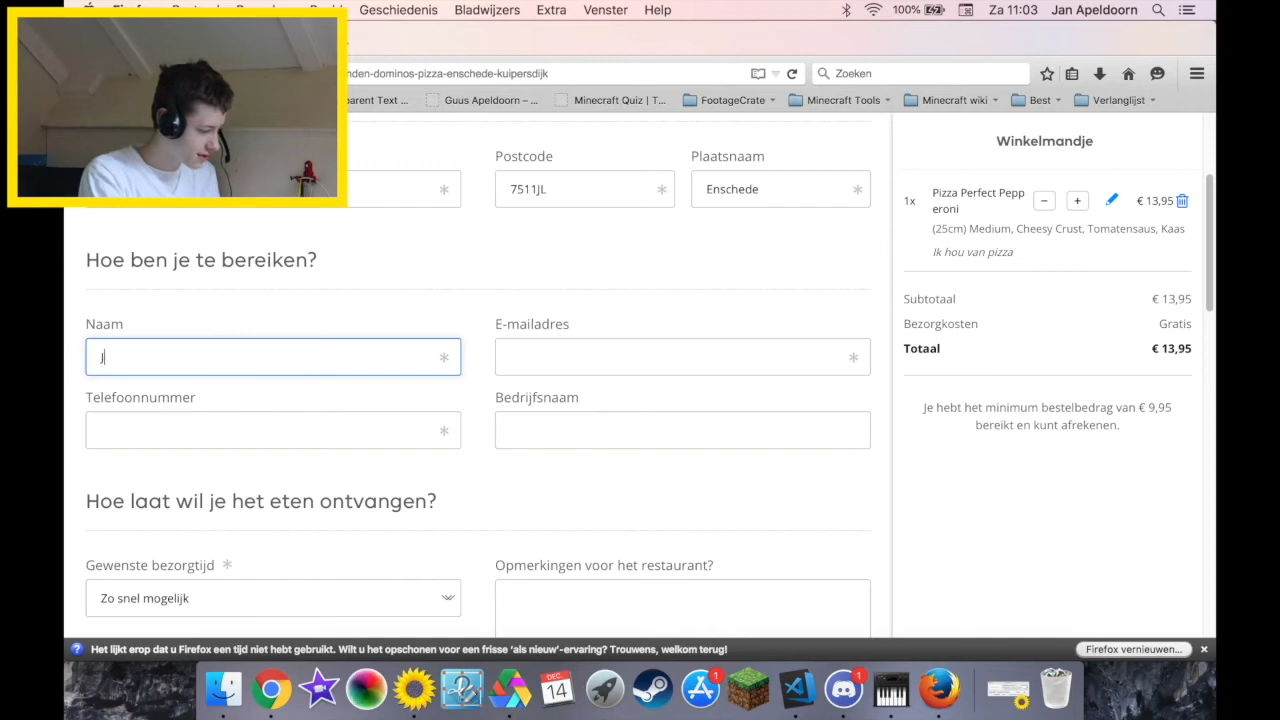 Geschiedenis Bladwijzers Extra Venster Help 100% Za 11:03 Jan Apeldoorn
nden-dominos-pizza-enschede-kuipersdijk Zoeken
parent Text ... Guus Apeldoorn – ... Minecraft Quiz | T... FootageCrate Minecraft Tools Minecraft wiki Best Verlanglijst
Postcode Plaatsnaam
* 7511JL * Enschede *
Hoe ben je te bereiken?
Naam E-mailadres
J * *
Telefoonnummer Bedrijfsnaam
*
Hoe laat wil je het eten ontvangen?
Gewenste bezorgtijd * Opmerkingen voor het restaurant?
Zo snel mogelijk
Winkelmandje
1x Pizza Perfect Pepp − + € 13,95
eroni
(25cm) Medium, Cheesy Crust, Tomatensaus, Kaas
Ik hou van pizza
Subtotaal € 13,95
Bezorgkosten Gratis
Totaal € 13,95
Je hebt het minimum bestelbedrag van € 9,95
bereikt en kunt afrekenen.
? Het lijkt erop dat u Firefox een tijd niet hebt gebruikt. Wilt u het opschonen voor een frisse 'als nieuw'-ervaring? Trouwens, welkom terug! Firefox vernieuwen... ×
DEC
14
1
1